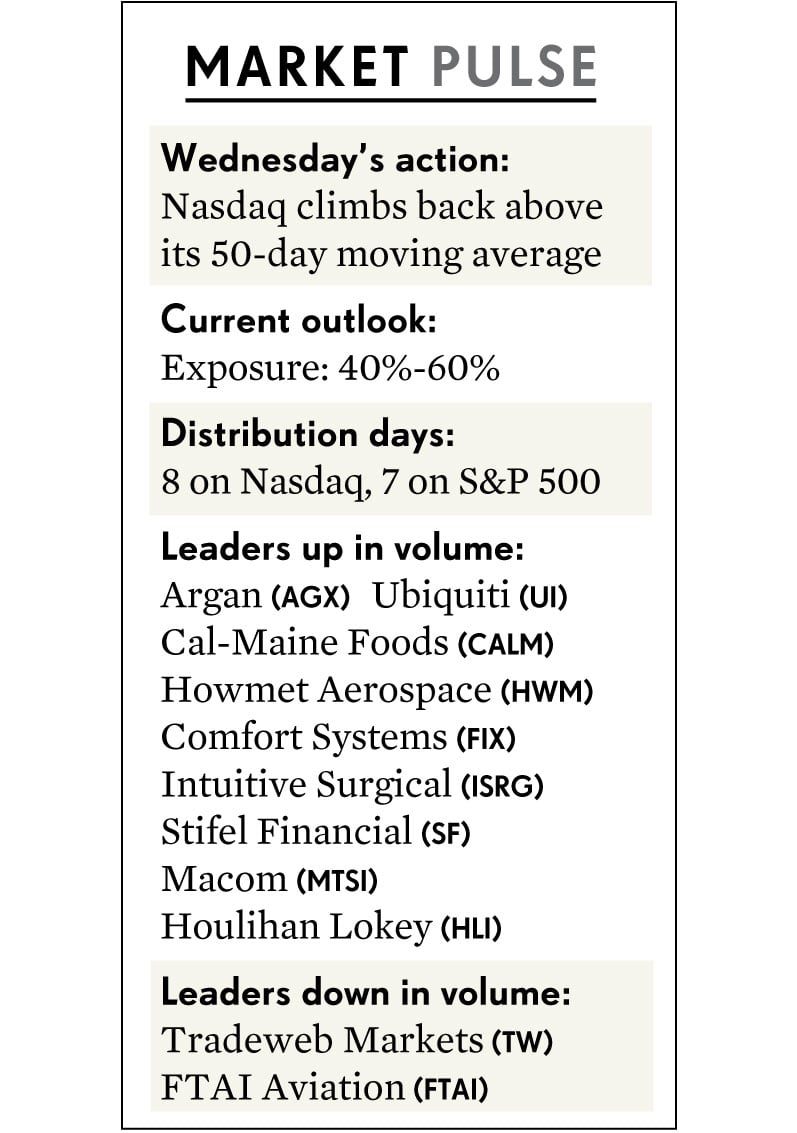 MARKET PULSE
Wednesday’s action:
Nasdaq climbs back above
its 50-day moving average
Current outlook:
Exposure: 40%-60%
Distribution days:
8 on Nasdaq, 7 on S&P 500
Leaders up in volume:
Argan (AGX) Ubiquiti (UI)
Cal-Maine Foods (CALM)
Howmet Aerospace (HWM)
Comfort Systems (FIX)
Intuitive Surgical (ISRG)
Stifel Financial (SF)
Macom (MTSI)
Houlihan Lokey (HLI)
Leaders down in volume:
Tradeweb Markets (TW)
FTAI Aviation (FTAI)